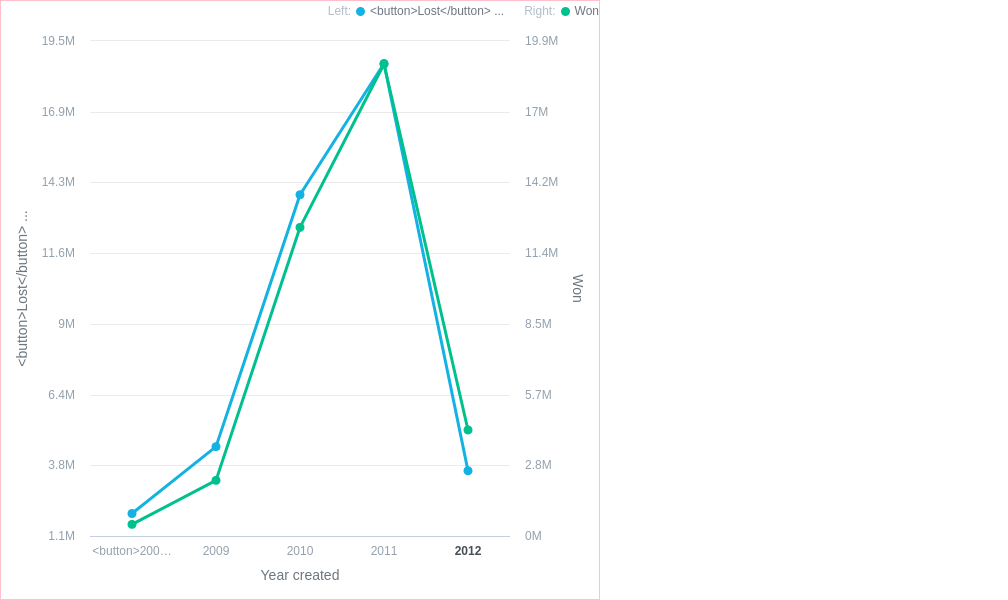 Left: <button>Lost</button> ... Right: Won
19.5M 19.9M
16.9M 17M
14.3M 14.2M
11.6M 11.4M
9M 8.5M
6.4M 5.7M
3.8M 2.8M
1.1M 0M
<button>Lost</button> ...
Won
<button>200… 2009 2010 2011 2012
Year created